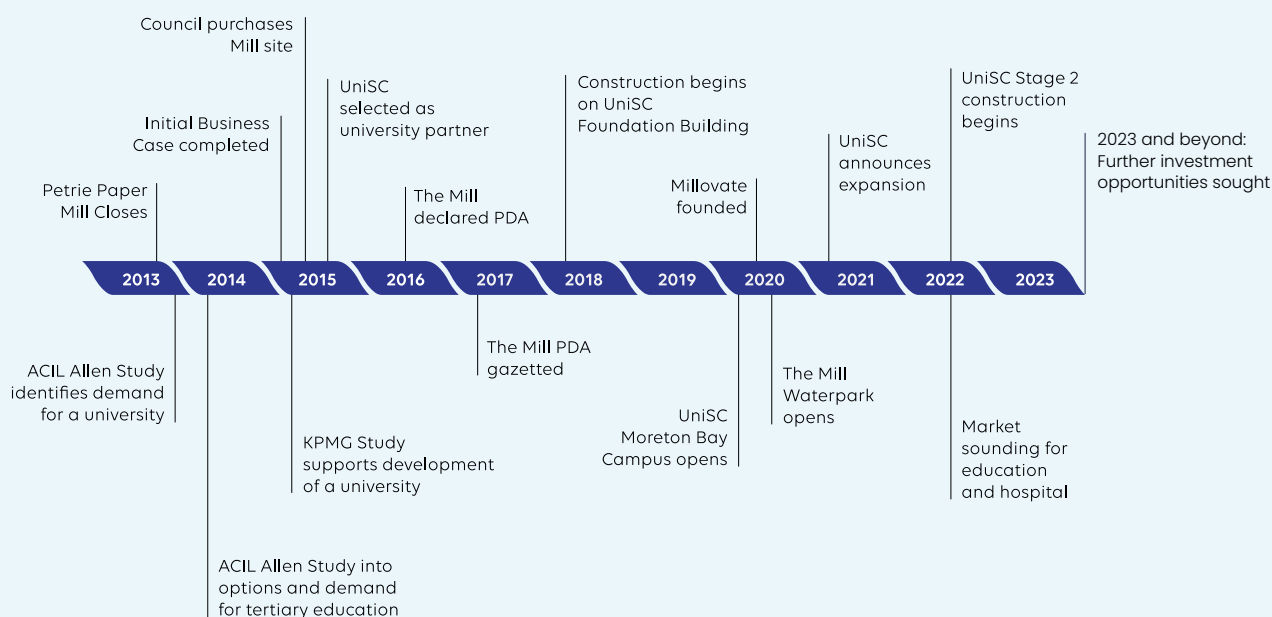 Council purchases
Mill site
UniSC
selected as
university partner
Construction begins
on UniSC
Foundation Building
UniSC Stage 2
construction
begins
Initial Business
Case completed
UniSC
announces
expansion
2023 and beyond:
Further investment
opportunities sought
Petrie Paper
Mill Closes
The Mill
declared PDA
Millovate
founded
2013
2014
2015
2016
2017
2018
2019
2020
2021
2022
2023
ACIL Allen Study
identifies demand
for a university
The Mill PDA
gazetted
The Mill
Waterpark
opens
UniSC
Moreton Bay
Campus opens
Market
sounding for
education
and hospital
KPMG Study
supports development
of a university
ACIL Allen Study into
options and demand
for tertiary education